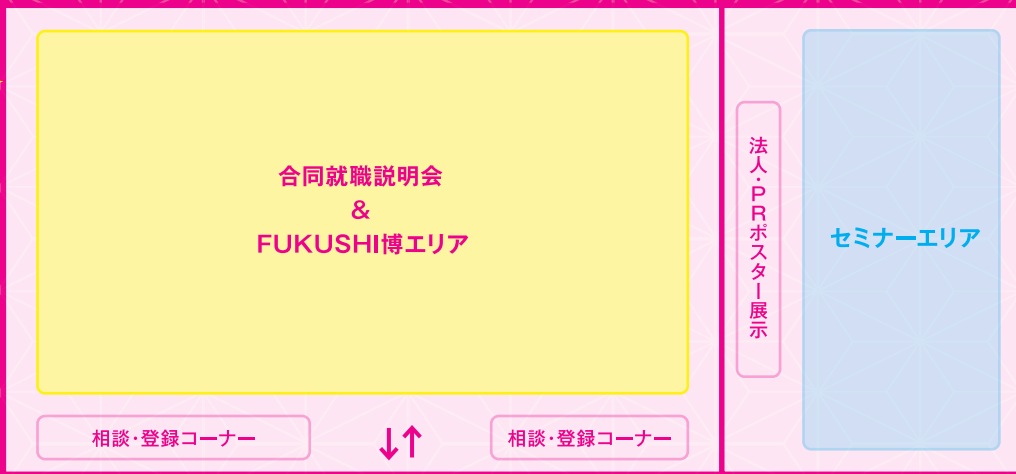 合同就職説明会
&
FUKUSHI博エリア
相談・登録コーナー
相談・登録コーナー
法人・PRポスター展示
セミナーエリア